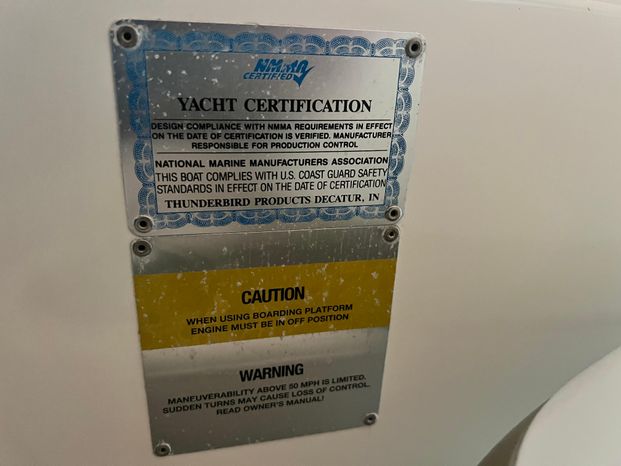 NMMA
CERTIFIED
YACHT CERTIFICATION
DESIGN COMPLIANCE WITH NMMA REQUIREMENTS IN EFFECT
ON THE DATE OF CERTIFICATION IS VERIFIED. MANUFACTURER
RESPONSIBLE FOR PRODUCTION CONTROL
NATIONAL MARINE MANUFACTURERS ASSOCIATION
THIS BOAT COMPLIES WITH U.S. COAST GUARD SAFETY
STANDARDS IN EFFECT ON THE DATE OF CERTIFICATION
THUNDERBIRD PRODUCTS DECATUR, IN
CAUTION
WHEN USING BOARDING PLATFORM
ENGINE MUST BE IN OFF POSITION
WARNING
MANEUVERABILITY ABOVE 50 MPH IS LIMITED.
SUDDEN TURNS MAY CAUSE LOSS OF CONTROL.
READ OWNER'S MANUAL!